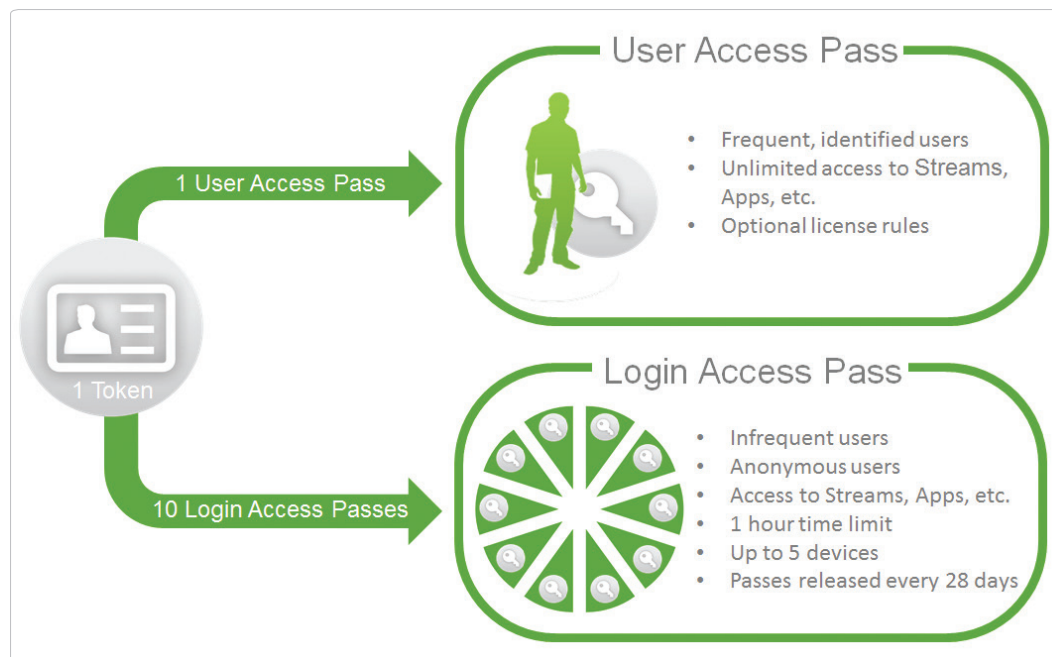 User Access Pass
• Frequent, identified users
• Unlimited access to Streams,
Apps, etc.
• Optional license rules
1 User Access Pass
1 Token
10 Login Access Passes
Login Access Pass
• Infrequent users
• Anonymous users
• Access to Streams, Apps, etc.
• 1 hour time limit
• Up to 5 devices
• Passes released every 28 days